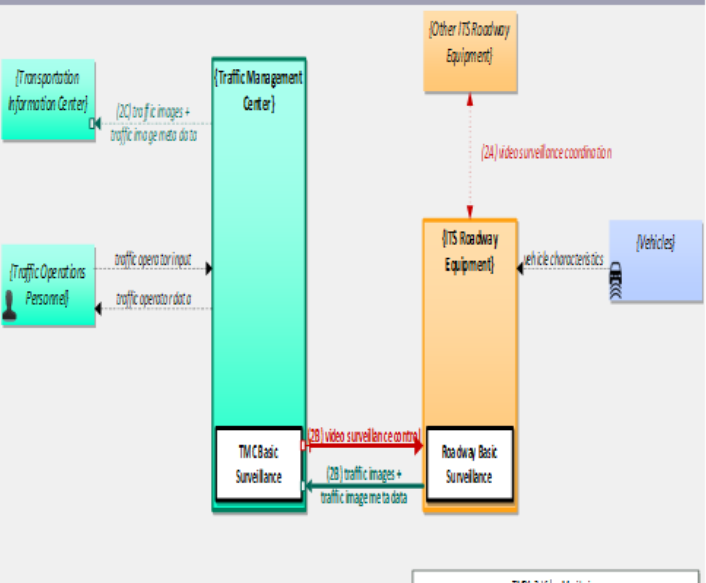 {Other ITS Roadway
Equipment}
{Transportation
Information Center}
{Traffic Management
Center}
(2C) traffic images +
traffic image meta data
(2A) video surveillance coordination
{ITS Roadway
Equipment}
{Vehicles}
vehicle characteristics
{Traffic Operations
Personnel}
traffic operator input
traffic operator data
(2B) video surveillance control
TMC Basic
Surveillance
Roadway Basic
Surveillance
(2B) traffic images +
traffic image meta data